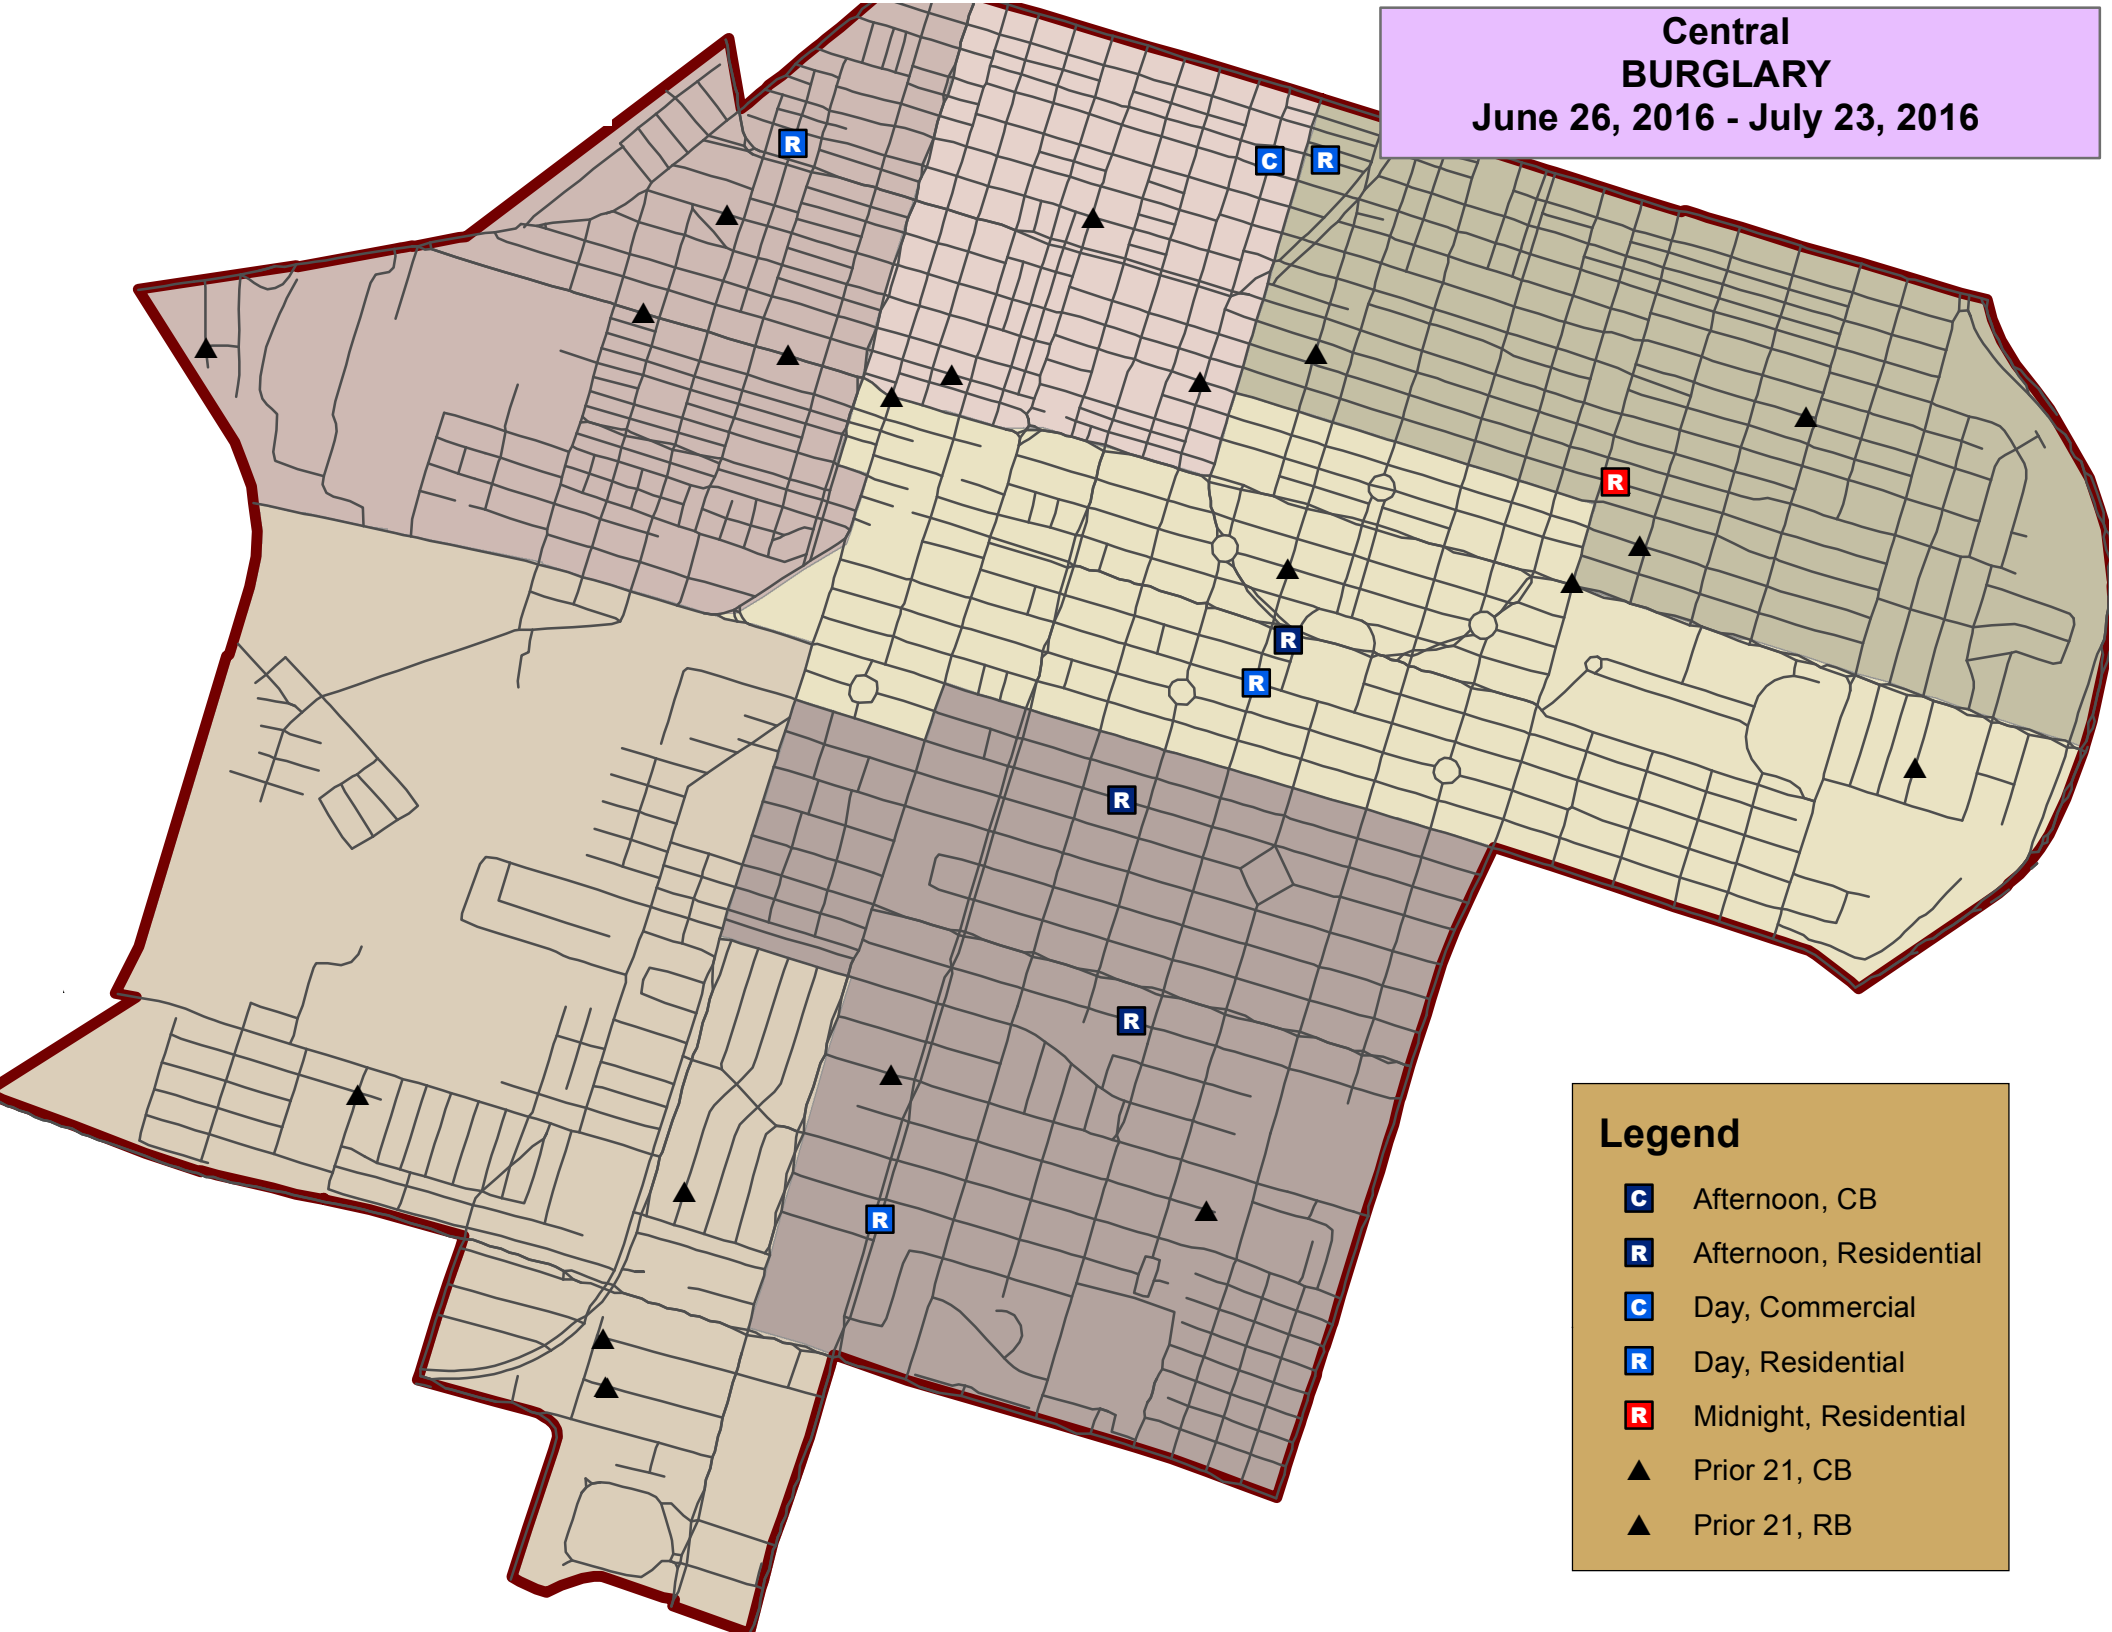 Central
BURGLARY
June 26, 2016 - July 23, 2016
R
C
R
R
R
R
R
R
R
Legend
C Afternoon, CB
R Afternoon, Residential
C Day, Commercial
R Day, Residential
R Midnight, Residential
Prior 21, CB
Prior 21, RB